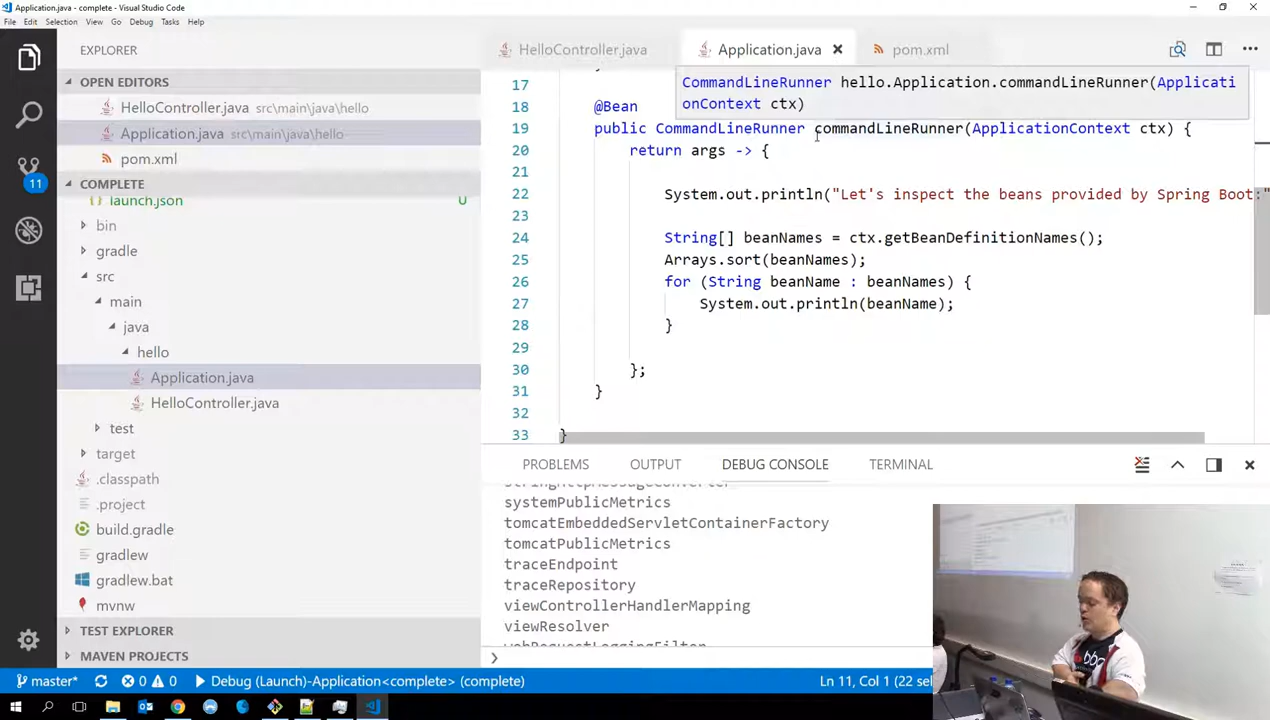 Application.java - complete - Visual Studio Code
File Edit Selection View Go Debug Tasks Help
EXPLORER
OPEN EDITORS
HelloController.java src\main\java\hello
Application.java src\main\java\hello
pom.xml
COMPLETE
launch.json U
bin
gradle
src
main
java
hello
Application.java
HelloController.java
test
target
.classpath
.project
build.gradle
gradlew
gradlew.bat
mvnw
TEST EXPLORER
MAVEN PROJECTS
11
HelloController.java Application.java pom.xml
CommandLineRunner hello.Application.commandLineRunner(Applicati
onContext ctx)
17
18 @Bean
19 public CommandLineRunner commandLineRunner(ApplicationContext ctx) {
20 return args -> {
21
22 System.out.println("Let's inspect the beans provided by Spring Boot:"
23
24 String[] beanNames = ctx.getBeanDefinitionNames();
25 Arrays.sort(beanNames);
26 for (String beanName : beanNames) {
27 System.out.println(beanName);
28 }
29
30 };
31 }
32
33 }
PROBLEMS OUTPUT DEBUG CONSOLE TERMINAL
stringHttpMessageConverter
systemPublicMetrics
tomcatEmbeddedServletContainerFactory
tomcatPublicMetrics
traceEndpoint
traceRepository
viewControllerHandlerMapping
viewResolver
webRequestLoggingFilter
master* 0 0 Debug (Launch)-Application<complete> (complete) Ln 11, Col 1 (22 sel